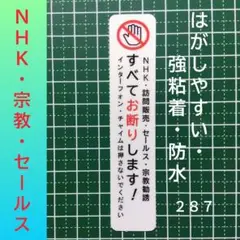 はがしやすい・
強粘着・防水
287
NHK・訪問販売・セールス・宗教勧誘
すべてお断りします!
インターフォン・チャイムは押さないでください
NHK・宗教・セールス